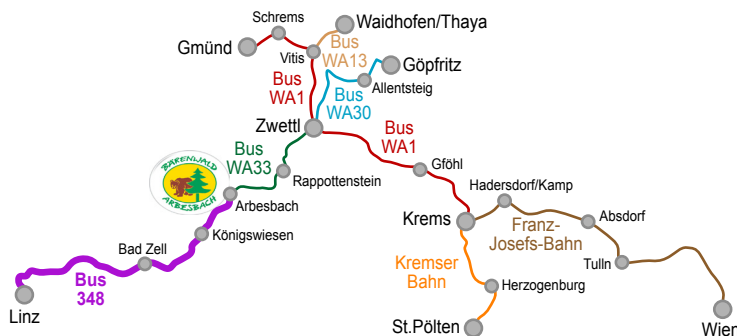 Schrems
Waidhofen/Thaya
Gmünd
Vitis
Bus
WA13
Göpfritz
Allentsteig
Bus
WA1
Bus
WA30
Zwettl
Bus
WA1
Bus
WA33
Gföhl
BÄRENWALD
ARBESBACH
Rappottenstein
Arbesbach
Hadersdorf/Kamp
Krems
Franz-
Josefs-Bahn
Absdorf
Königswiesen
Bad Zell
Tulln
Kremser
Bahn
Bus
348
Herzogenburg
Linz
St.Pölten
Wien